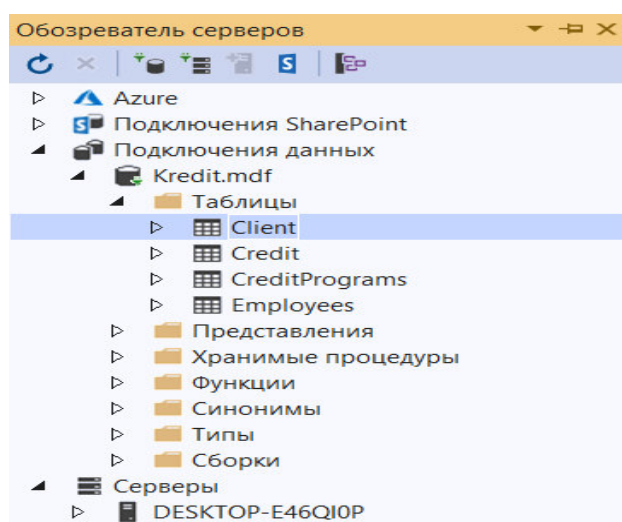 Обозреватель серверов
Azure
Подключения SharePoint
Подключения данных
Kredit.mdf
Таблицы
Client
Credit
CreditPrograms
Employees
Представления
Хранимые процедуры
Функции
Синонимы
Типы
Сборки
Серверы
DESKTOP-E46QI0P